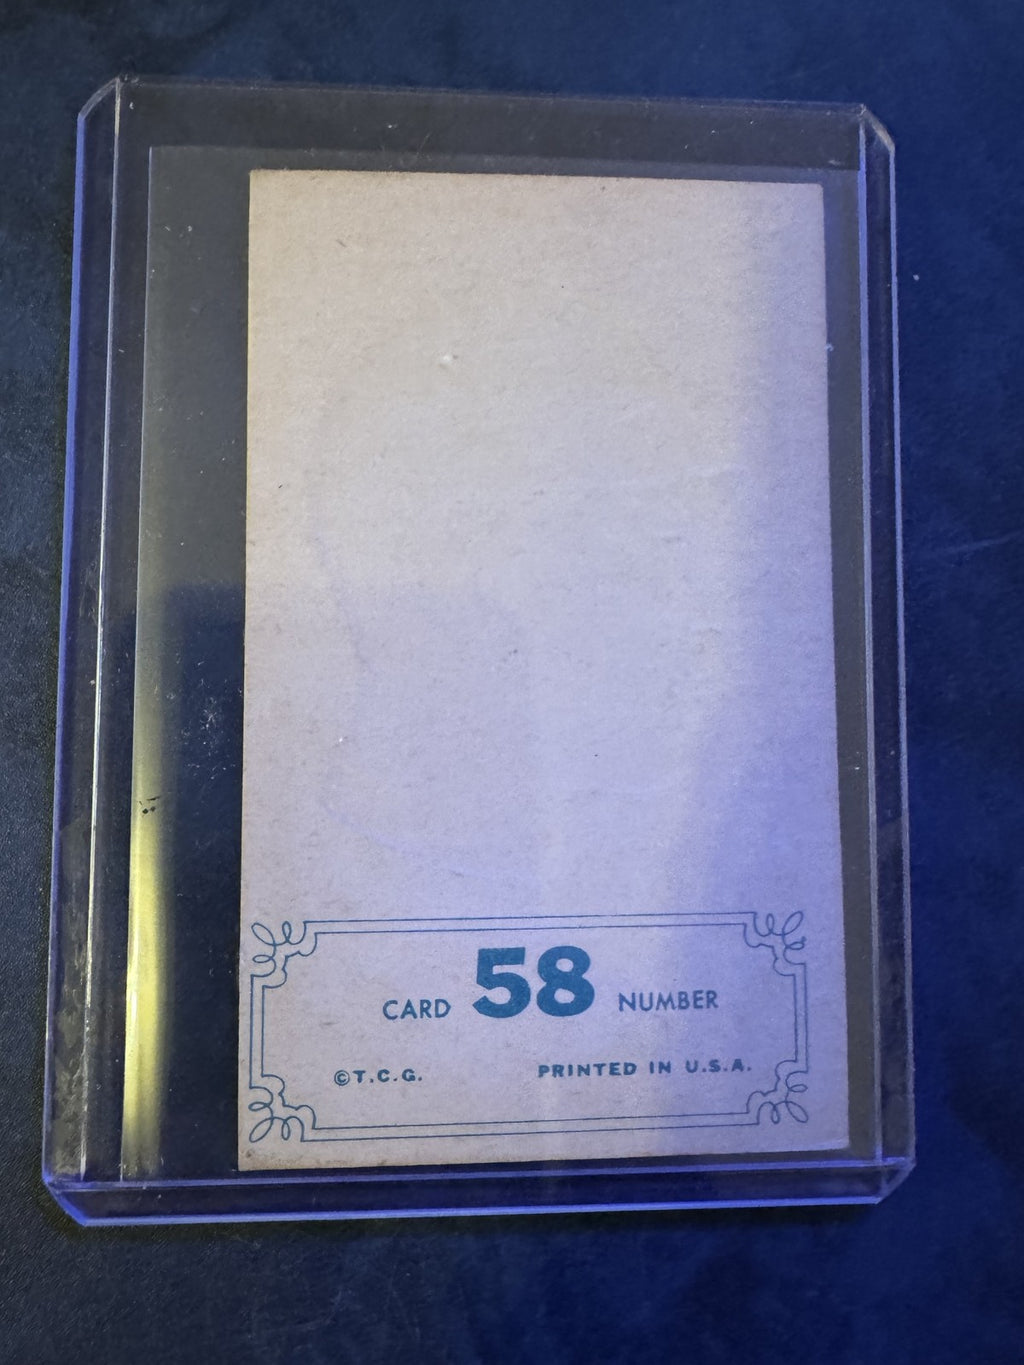 CARD 58 NUMBER
©T.C.G. PRINTED IN U.S.A.